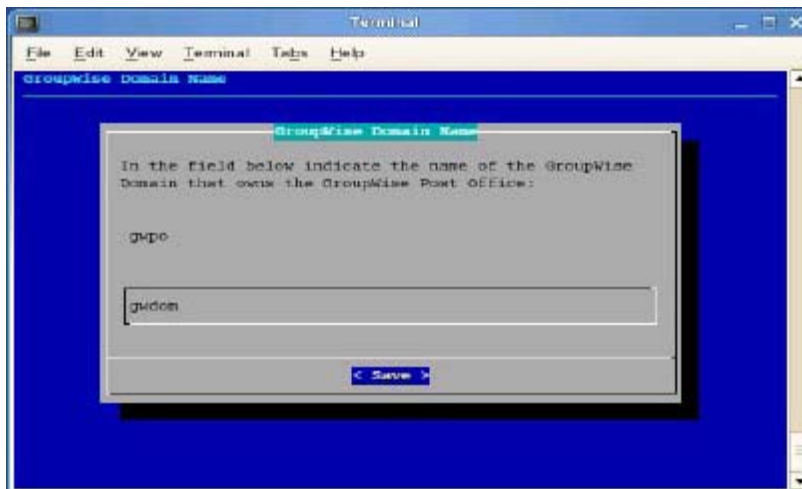 Terminal
File Edit View Terminal Tabs Help
GroupWise Domain Name
GroupWise Domain Name
In the field below indicate the name of the GroupWise
Domain that owns the GroupWise Post Office:
gwpo
gwdom
< Save >